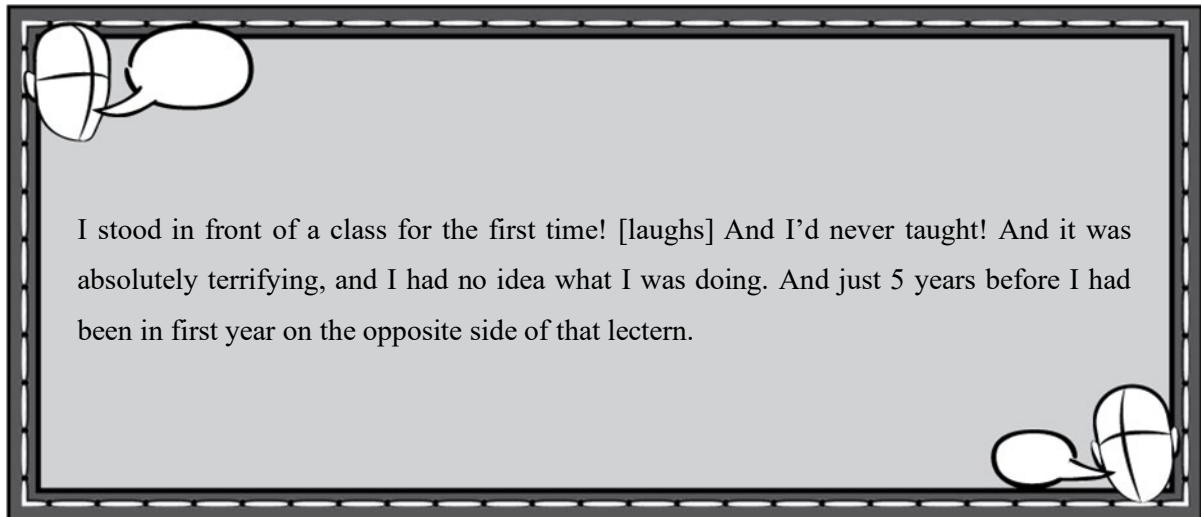 I stood in front of a class for the first time! [laughs] And I’d never taught! And it was
absolutely terrifying, and I had no idea what I was doing. And just 5 years before I had
been in first year on the opposite side of that lectern.